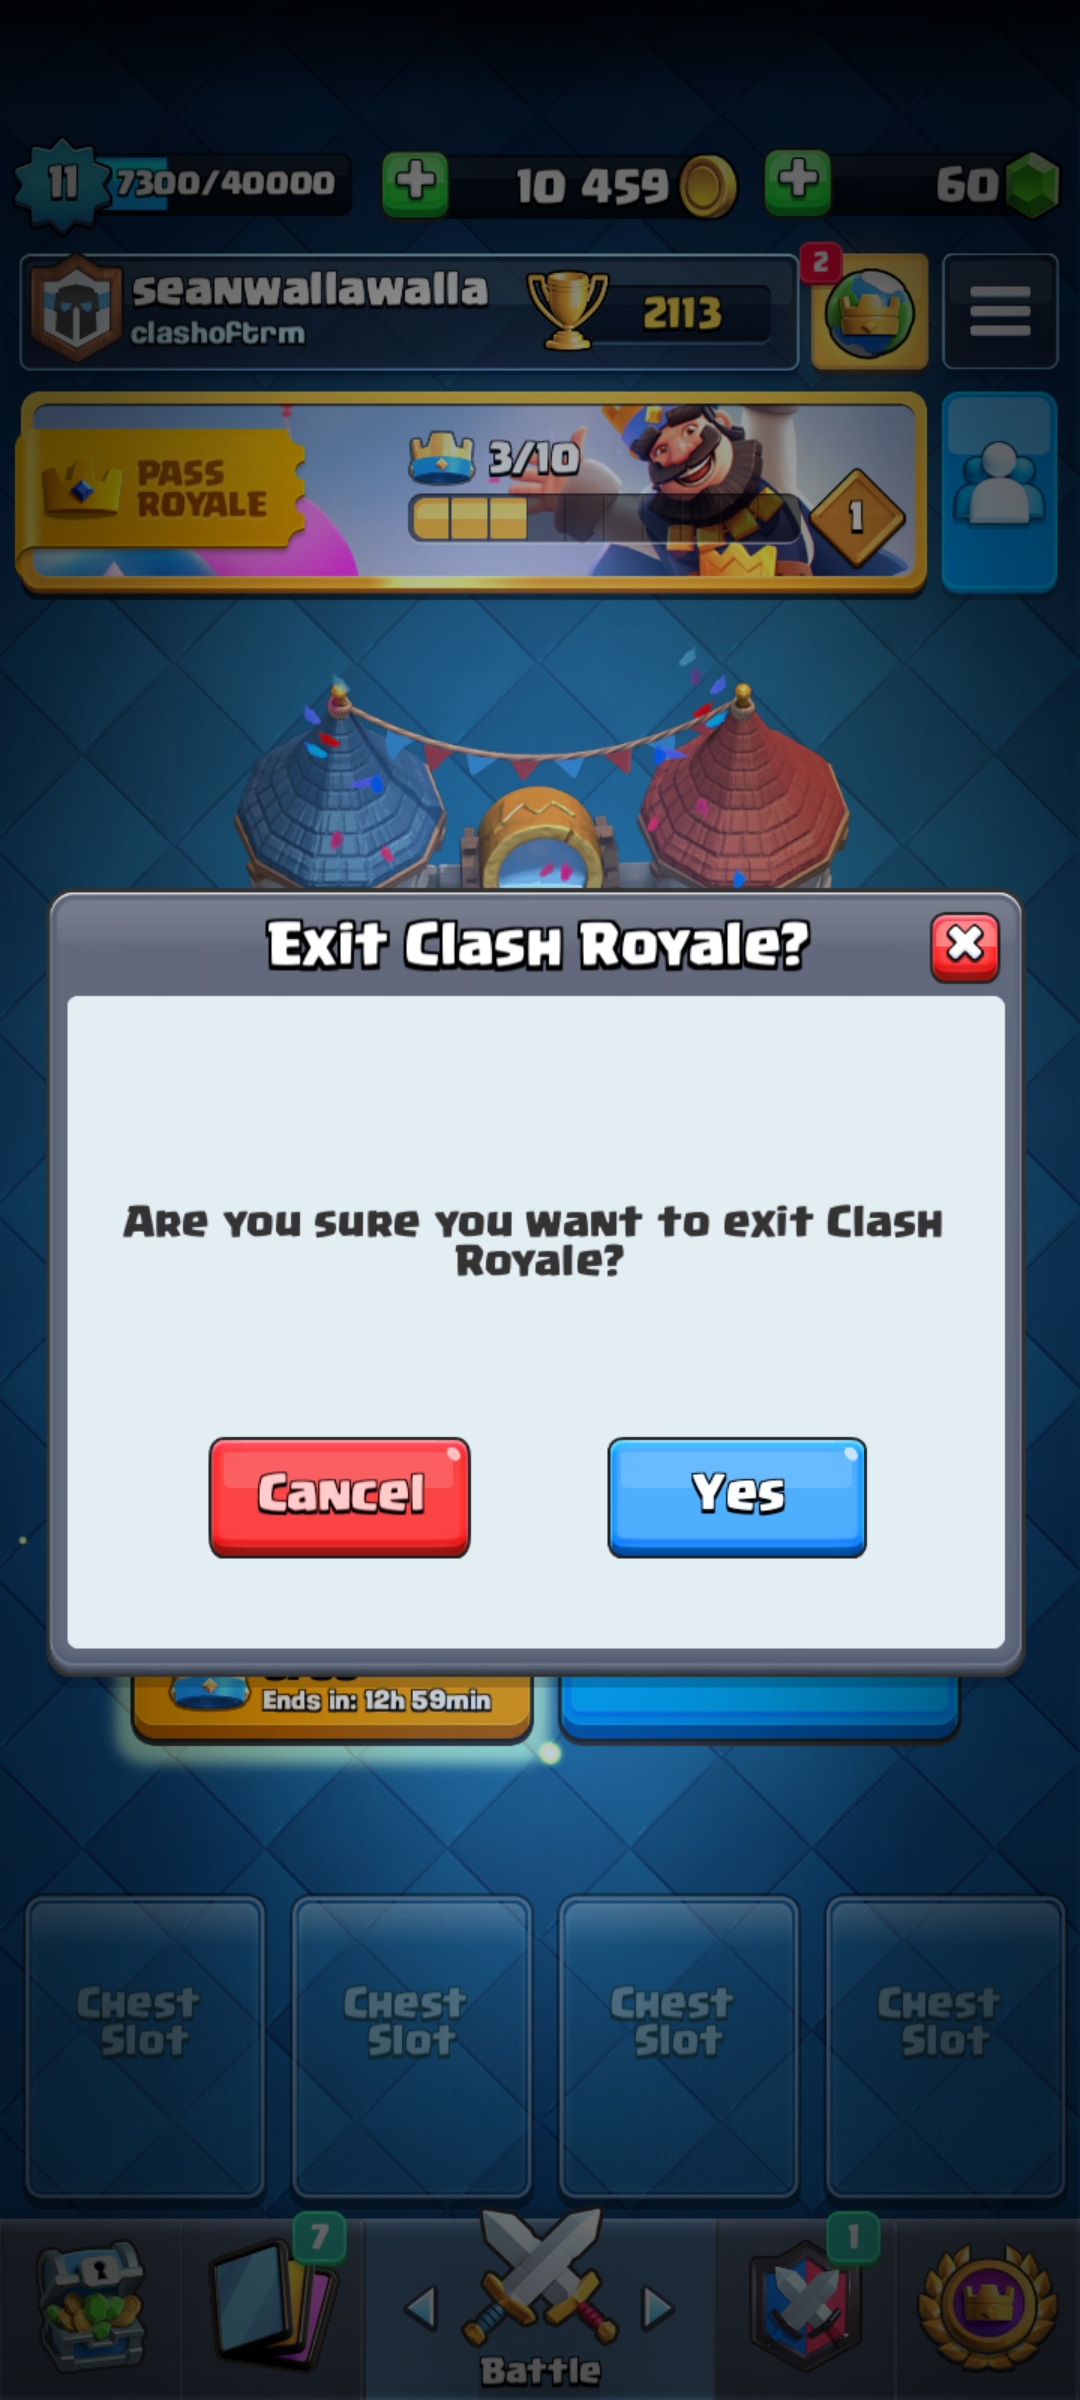 11
7300/40000
10 459
60
seanwallawalla
clashoftrm
2113
2
PASS
ROYALE
3/10
1
Exit Clash Royale?
Are you sure you want to exit Clash
Royale?
Cancel
Yes
Ends in: 12h 59min
Chest
Slot
Chest
Slot
Chest
Slot
Chest
Slot
7
1
Battle